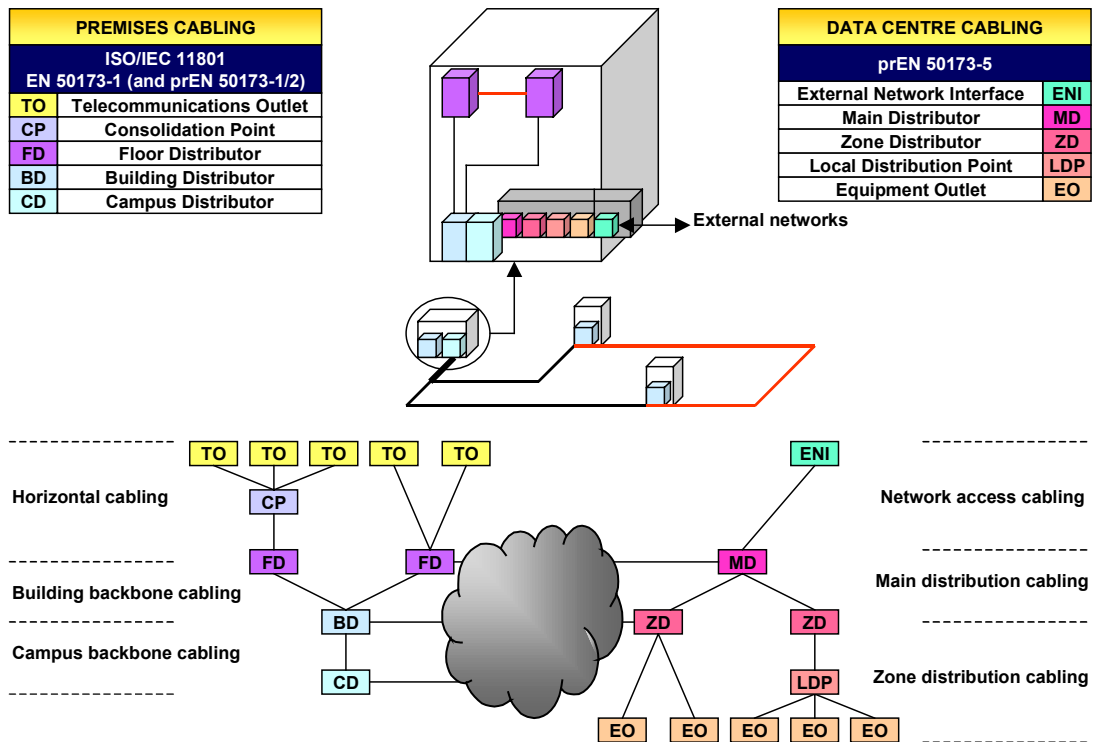 PREMISES CABLING
ISO/IEC 11801
EN 50173-1 (and prEN 50173-1/2)
TO Telecommunications Outlet
CP Consolidation Point
FD Floor Distributor
BD Building Distributor
CD Campus Distributor
DATA CENTRE CABLING
prEN 50173-5
External Network Interface ENI
Main Distributor MD
Zone Distributor ZD
Local Distribution Point LDP
Equipment Outlet EO
External networks
TO TO TO TO TO
ENI
Horizontal cabling
CP
Network access cabling
FD FD
MD
Building backbone cabling
Main distribution cabling
BD
ZD ZD
Campus backbone cabling
CD
LDP
Zone distribution cabling
EO EO EO EO EO